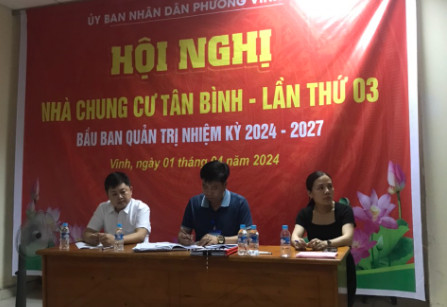 ỦY BAN NHÂN DÂN PHƯỜNG VINH
HỘI NGHỊ
NHÀ CHUNG CƯ TÂN BÌNH - LẦN THỨ 03
BẦU BAN QUẢN TRỊ NHIỆM KỲ 2024 - 2027
Vinh, ngày 01 tháng 04 năm 2024